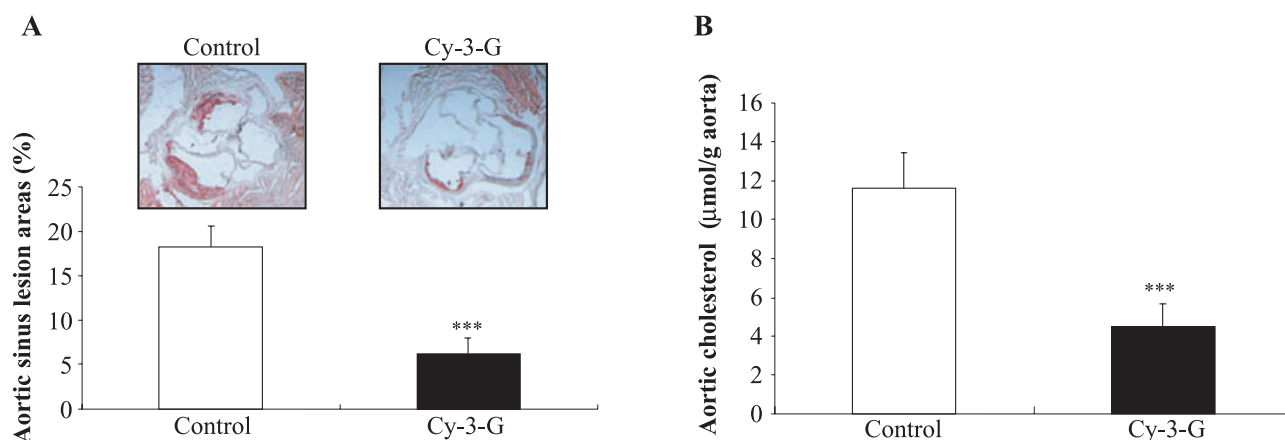 A
Control
Cy-3-G
Aortic sinus lesion areas (%)
25
20
15
10
5
0
***
Control
Cy-3-G
B
Aortic cholesterol (μmol/g aorta)
16
14
12
10
8
6
4
2
0
***
Control
Cy-3-G